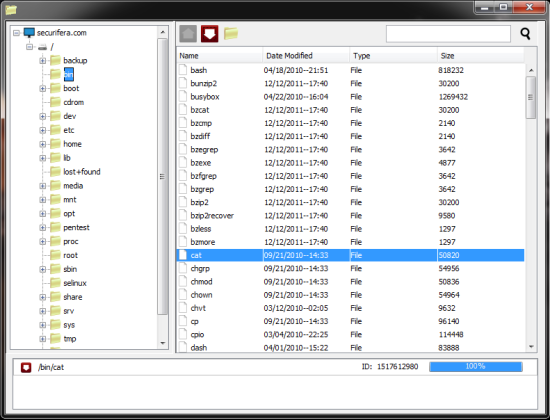 securifera.com
/
backup
bin
boot
cdrom
dev
etc
home
lib
lost+found
media
mnt
opt
pentest
proc
root
sbin
selinux
share
srv
sys
tmp
Name Date Modified Type Size
bash 04/18/2010--21:51 File 818232
bunzip2 12/12/2011--17:40 File 30200
busybox 04/22/2010--16:04 File 1269432
bzcat 12/12/2011--17:40 File 30200
bzcmp 12/12/2011--17:40 File 2140
bzdiff 12/12/2011--17:40 File 2140
bzegrep 12/12/2011--17:40 File 3642
bzexe 12/12/2011--17:40 File 4877
bzfgrep 12/12/2011--17:40 File 3642
bzgrep 12/12/2011--17:40 File 3642
bzip2 12/12/2011--17:40 File 30200
bzip2recover 12/12/2011--17:40 File 9580
bzless 12/12/2011--17:40 File 1297
bzmore 12/12/2011--17:40 File 1297
cat 09/21/2010--14:33 File 50820
chgrp 09/21/2010--14:33 File 54956
chmod 09/21/2010--14:33 File 50836
chown 09/21/2010--14:33 File 54964
chvt 12/02/2010--05:02 File 9632
cp 09/21/2010--14:33 File 96140
cpio 03/04/2010--22:25 File 114448
dash 04/01/2010--15:22 File 83888
/bin/cat ID: 1517612980 100%